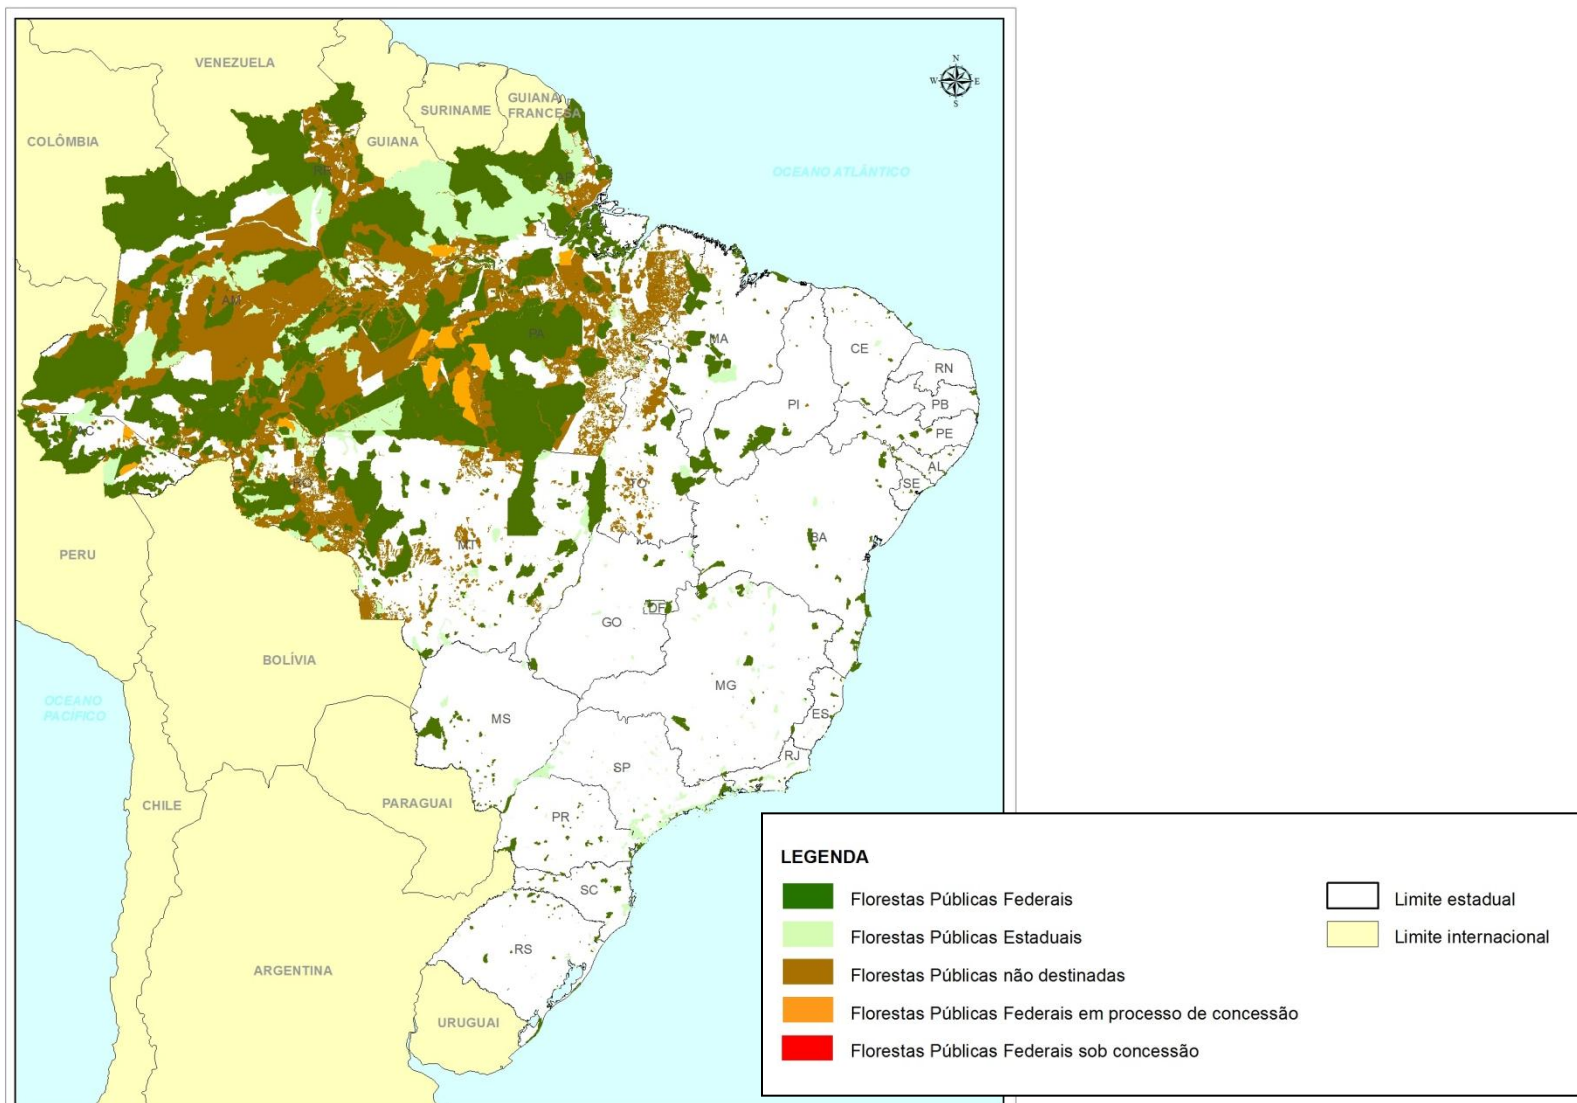 VENEZUELA
GUIANA
FRANCESA
SURINAME
COLÔMBIA
GUIANA
N
W
E
S
OCEANO ATLÂNTICO
RR
AP
AM
PA
MA
CE
RN
PB
PI
PE
AC
AL
SE
RO
TO
BA
MT
PERU
DF
GO
BOLÍVIA
MG
OCEANO
PACÍFICO
MS
ES
RJ
SP
CHILE
PARAGUAI
PR
SC
RS
ARGENTINA
URUGUAI
LEGENDA
Florestas Públicas Federais
Florestas Públicas Estaduais
Florestas Públicas não destinadas
Florestas Públicas Federais em processo de concessão
Florestas Públicas Federais sob concessão
Limite estadual
Limite internacional